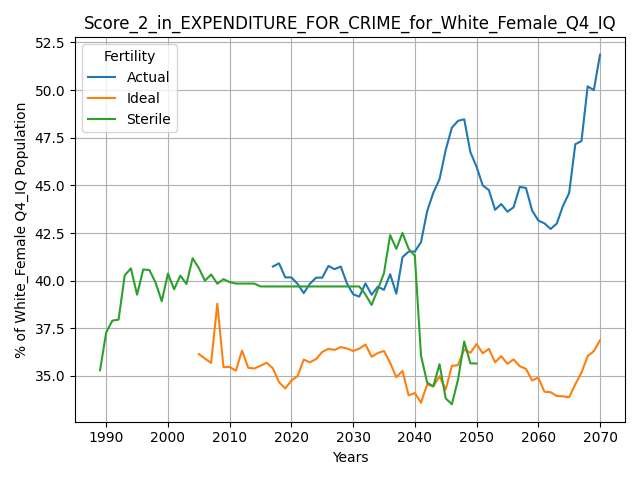 Score_2_in_EXPENDITURE_FOR_CRIME_for_White_Female_Q4_IQ
% of White_Female Q4_IQ Population
52.5
50.0
47.5
45.0
42.5
40.0
37.5
35.0
Fertility
Actual
Ideal
Sterile
1990 2000 2010 2020 2030 2040 2050 2060 2070
Years